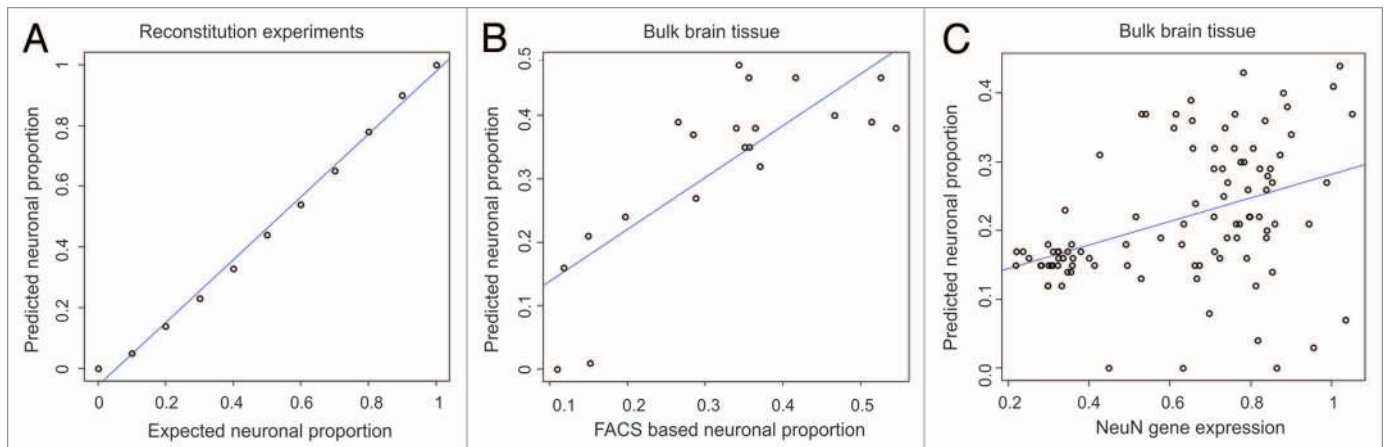 A
Reconstitution experiments
Predicted neuronal proportion
1
0.8
0.6
0.4
0.2
0
0 0.2 0.4 0.6 0.8 1
Expected neuronal proportion
B
Bulk brain tissue
Predicted neuronal proportion
0.5
0.4
0.3
0.2
0.1
0
0.1 0.2 0.3 0.4 0.5
FACS based neuronal proportion
C
Bulk brain tissue
Predicted neuronal proportion
0.4
0.3
0.2
0.1
0.0
0.2 0.4 0.6 0.8 1
NeuN gene expression